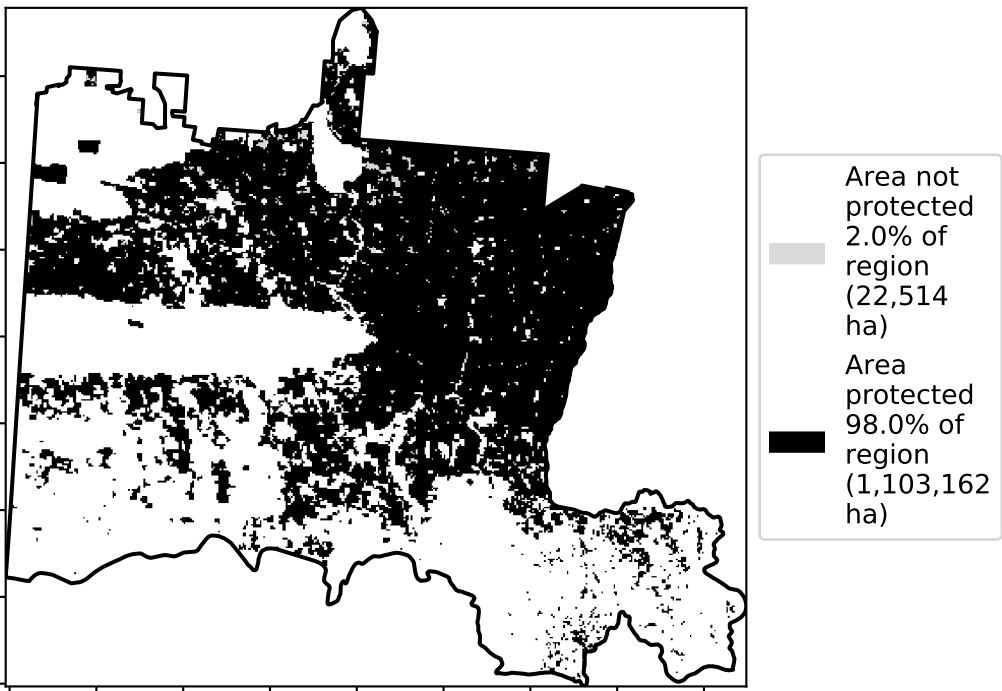 Area not
protected
2.0% of
region
(22,514
ha)
Area
protected
98.0% of
region
(1,103,162
ha)